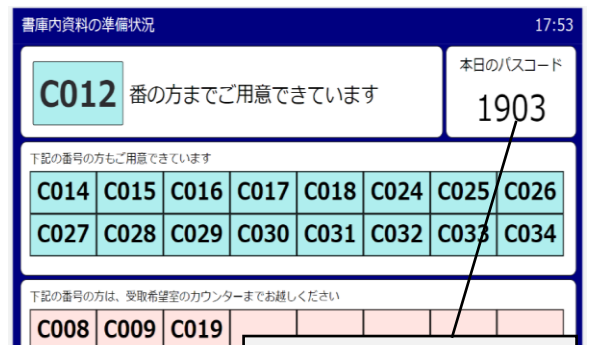 書庫内資料の準備状況 17:53
C012 番の方までご用意できています
本日のパスコード
1903
下記の番号の方もご用意できています
C014 C015 C016 C017 C018 C024 C025 C026
C027 C028 C029 C030 C031 C032 C033 C034
下記の番号の方は、受取希望室のカウンターまでお越しください
C008 C009 C019